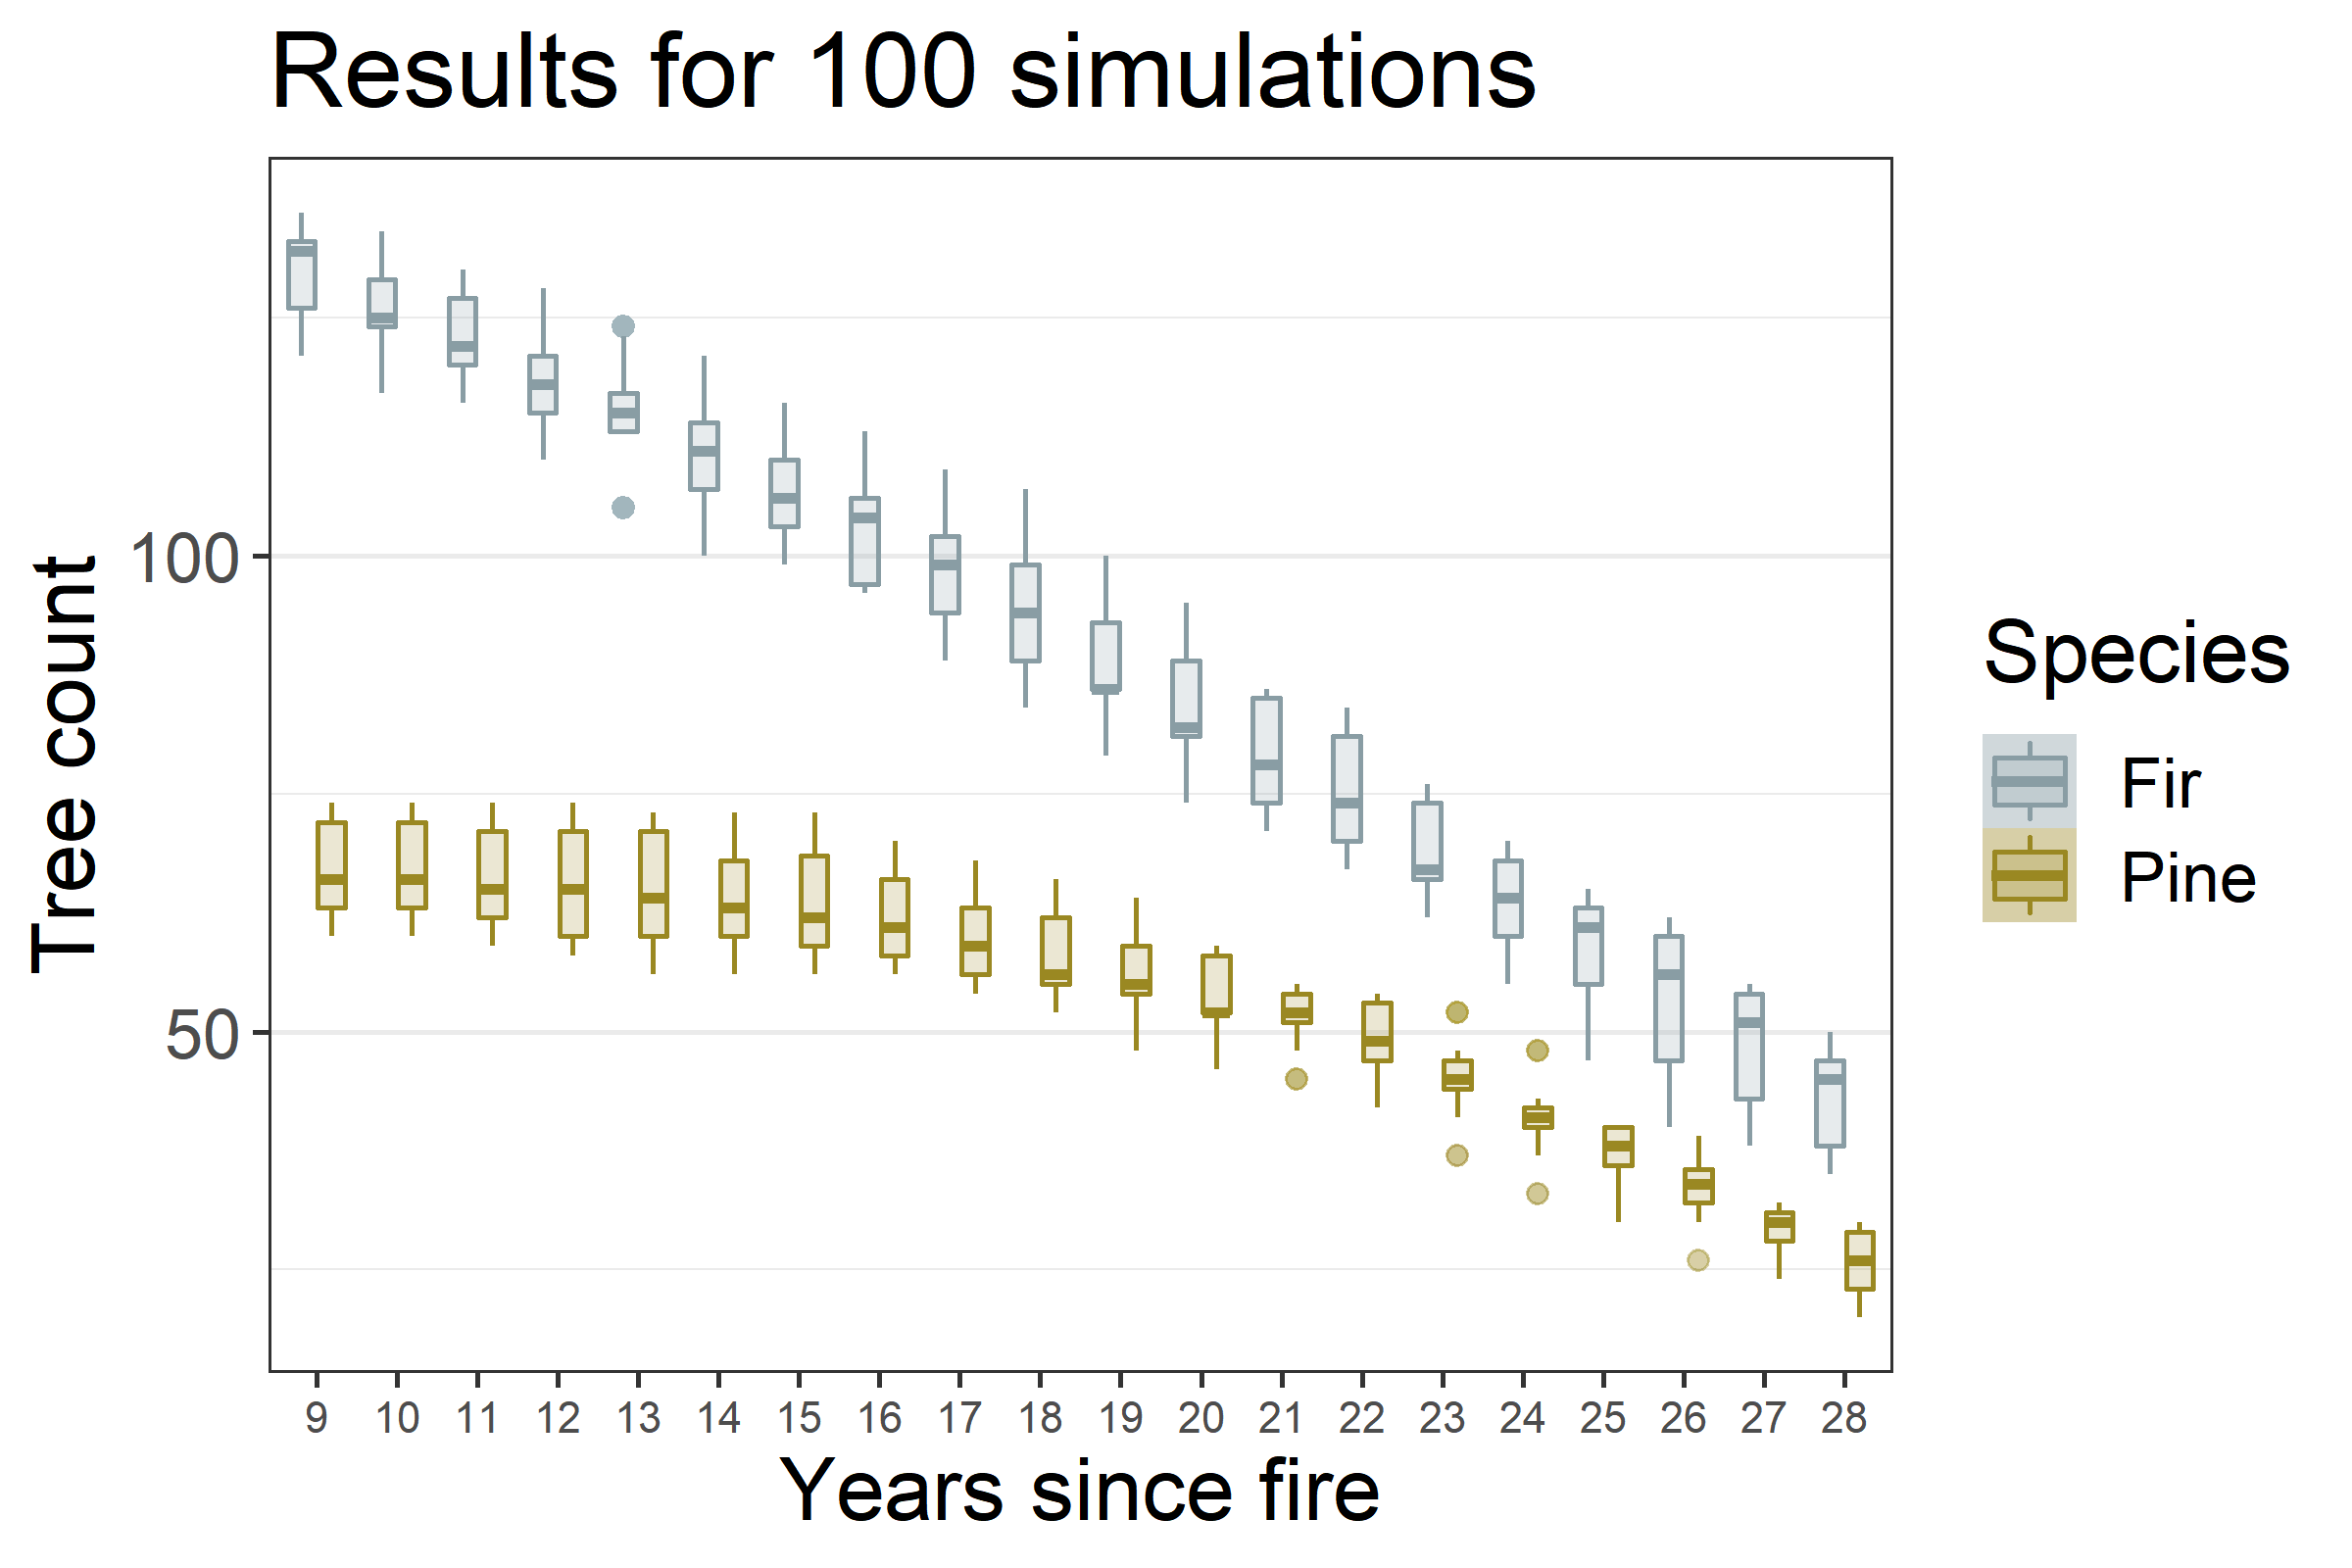 Results for 100 simulations
Tree count
100
50
9 10 11 12 13 14 15 16 17 18 19 20 21 22 23 24 25 26 27 28
Years since fire
Species
Fir
Pine